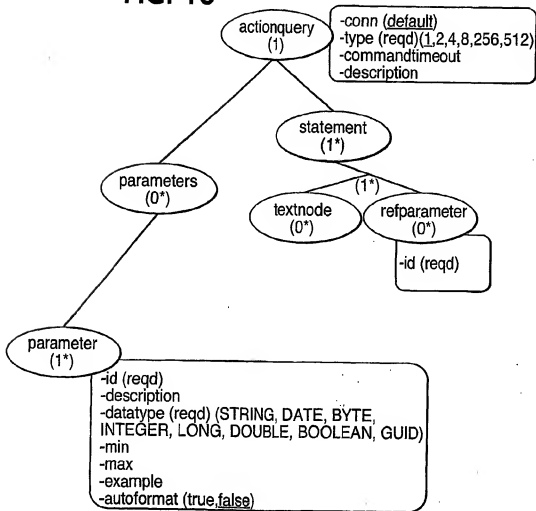 actionquery
(1)
-conn (default)
-type (reqd)(1,2,4,8,256,512)
-commandtimeout
-description
statement
(1*)
parameters
(0*)
(1*)
textnode
(0*)
refparameter
(0*)
-id (reqd)
parameter
(1*)
-id (reqd)
-description
-datatype (reqd) (STRING, DATE, BYTE,
INTEGER, LONG, DOUBLE, BOOLEAN, GUID)
-min
-max
-example
-autoformat (true,false)